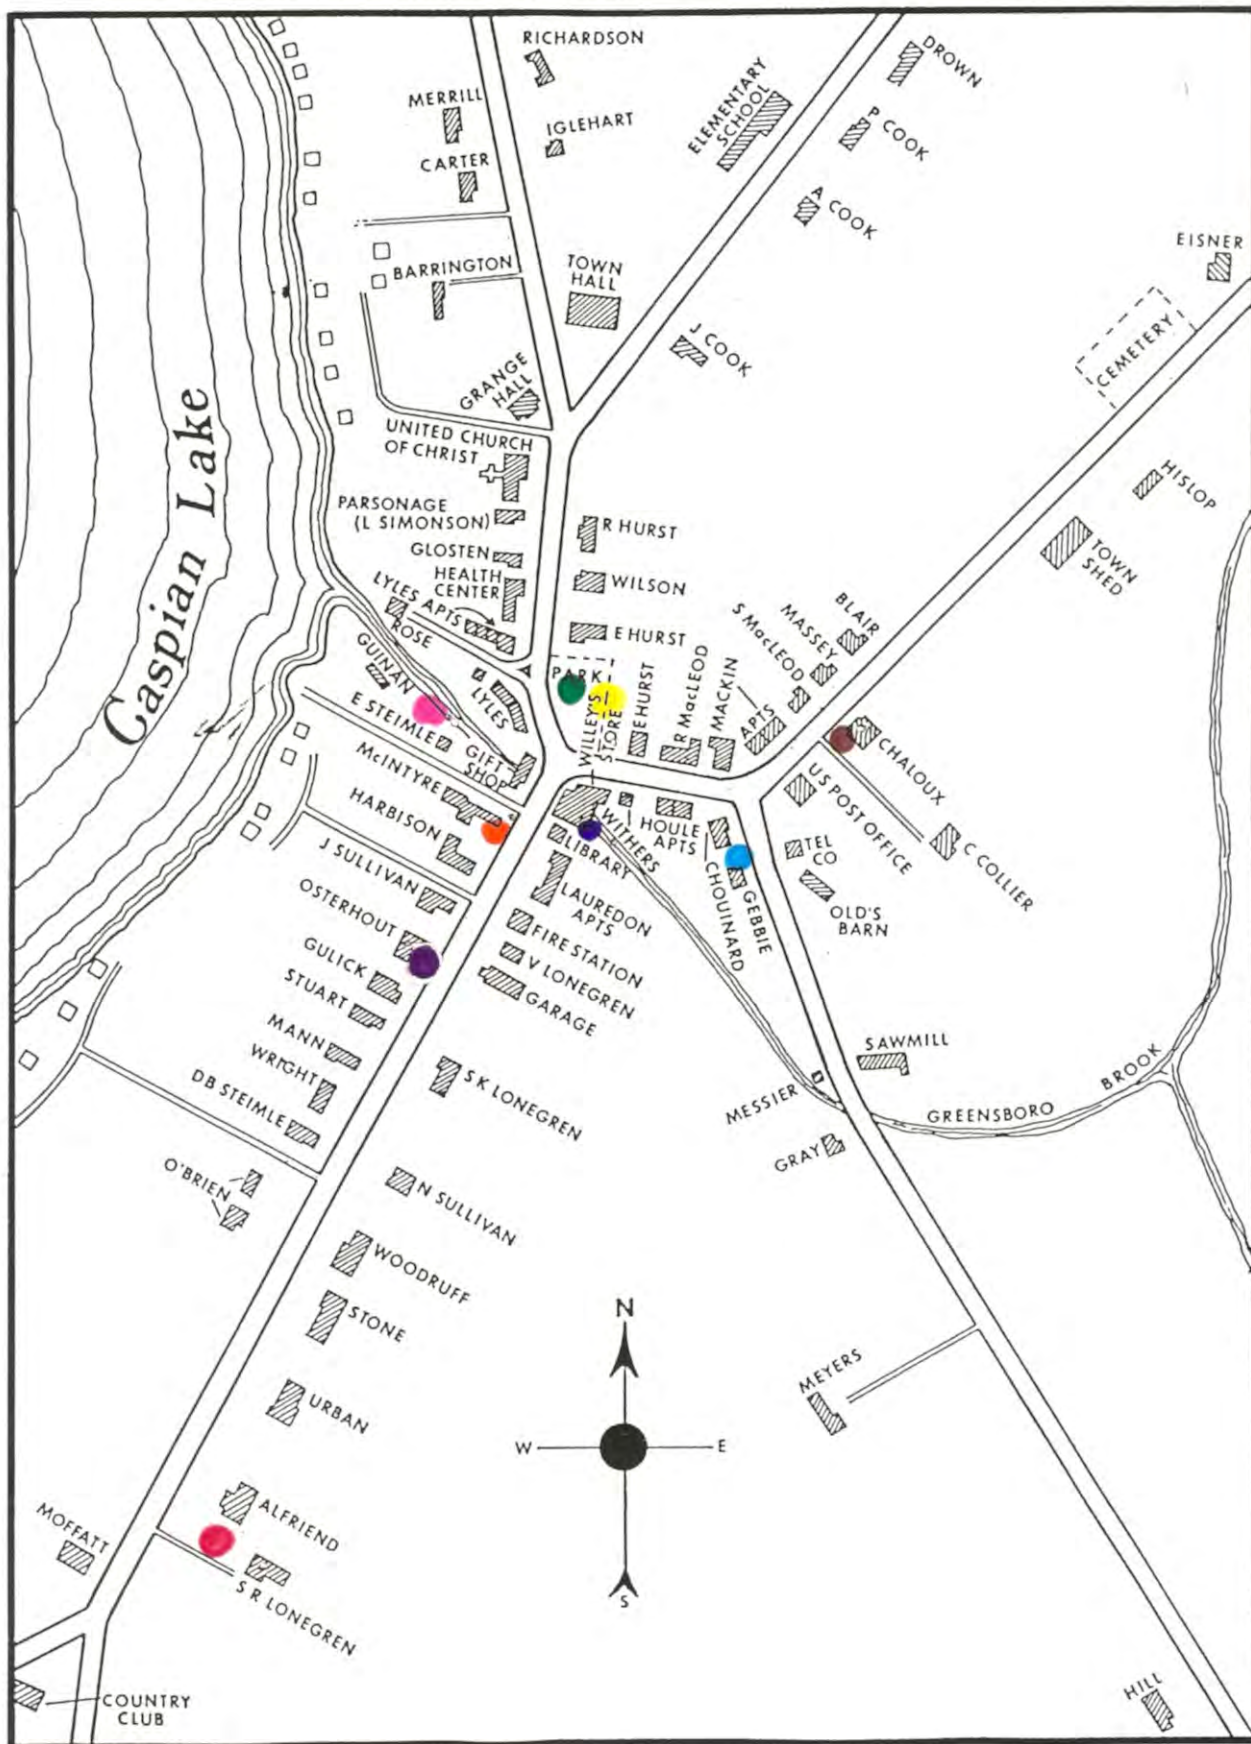 RICHARDSON
DROWN
MERRILL
IGLEHART
ELEMENTARY
SCHOOL
P COOK
CARTER
A COOK
EISNER
BARRINGTON
TOWN
HALL
J COOK
CEMETERY
GRANGE
HALL
Caspian Lake
UNITED CHURCH
OF CHRIST
HISLOP
PARSONAGE
(L SIMONSON)
R HURST
TOWN
SHED
GLOSTEN
HEALTH
CENTER
WILSON
LYLES APTS
ROSE
BLAIR
MASSEY
S MacLEOD
E HURST
GUINAN
PARK
LYLES
WILLEYS
STORE
E HURST
R MacLEOD
MACKIN
APTS
E STEIMLE
GIFT
SHOP
CHALOUX
McINTYRE
US POST OFFICE
HARBISON
WITHERS
HOULE
APTS
LIBRARY
TEL
CO
C COLLIER
J SULLIVAN
LAUREDON
APTS
CHOUINARD
GEBBIE
OLD'S
BARN
OSTERHOUT
FIRE STATION
GULICK
V LONEGREN
STUART
GARAGE
MANN
SAWMILL
WRIGHT
S K LONEGREN
BROOK
DB STEIMLE
MESSIER
GREENSBORO
GRAY
O'BRIEN
N SULLIVAN
WOODRUFF
STONE
N
MEYERS
URBAN
W
E
ALFRIEND
MOFFATT
S R LONEGREN
S
COUNTRY
CLUB
HILL